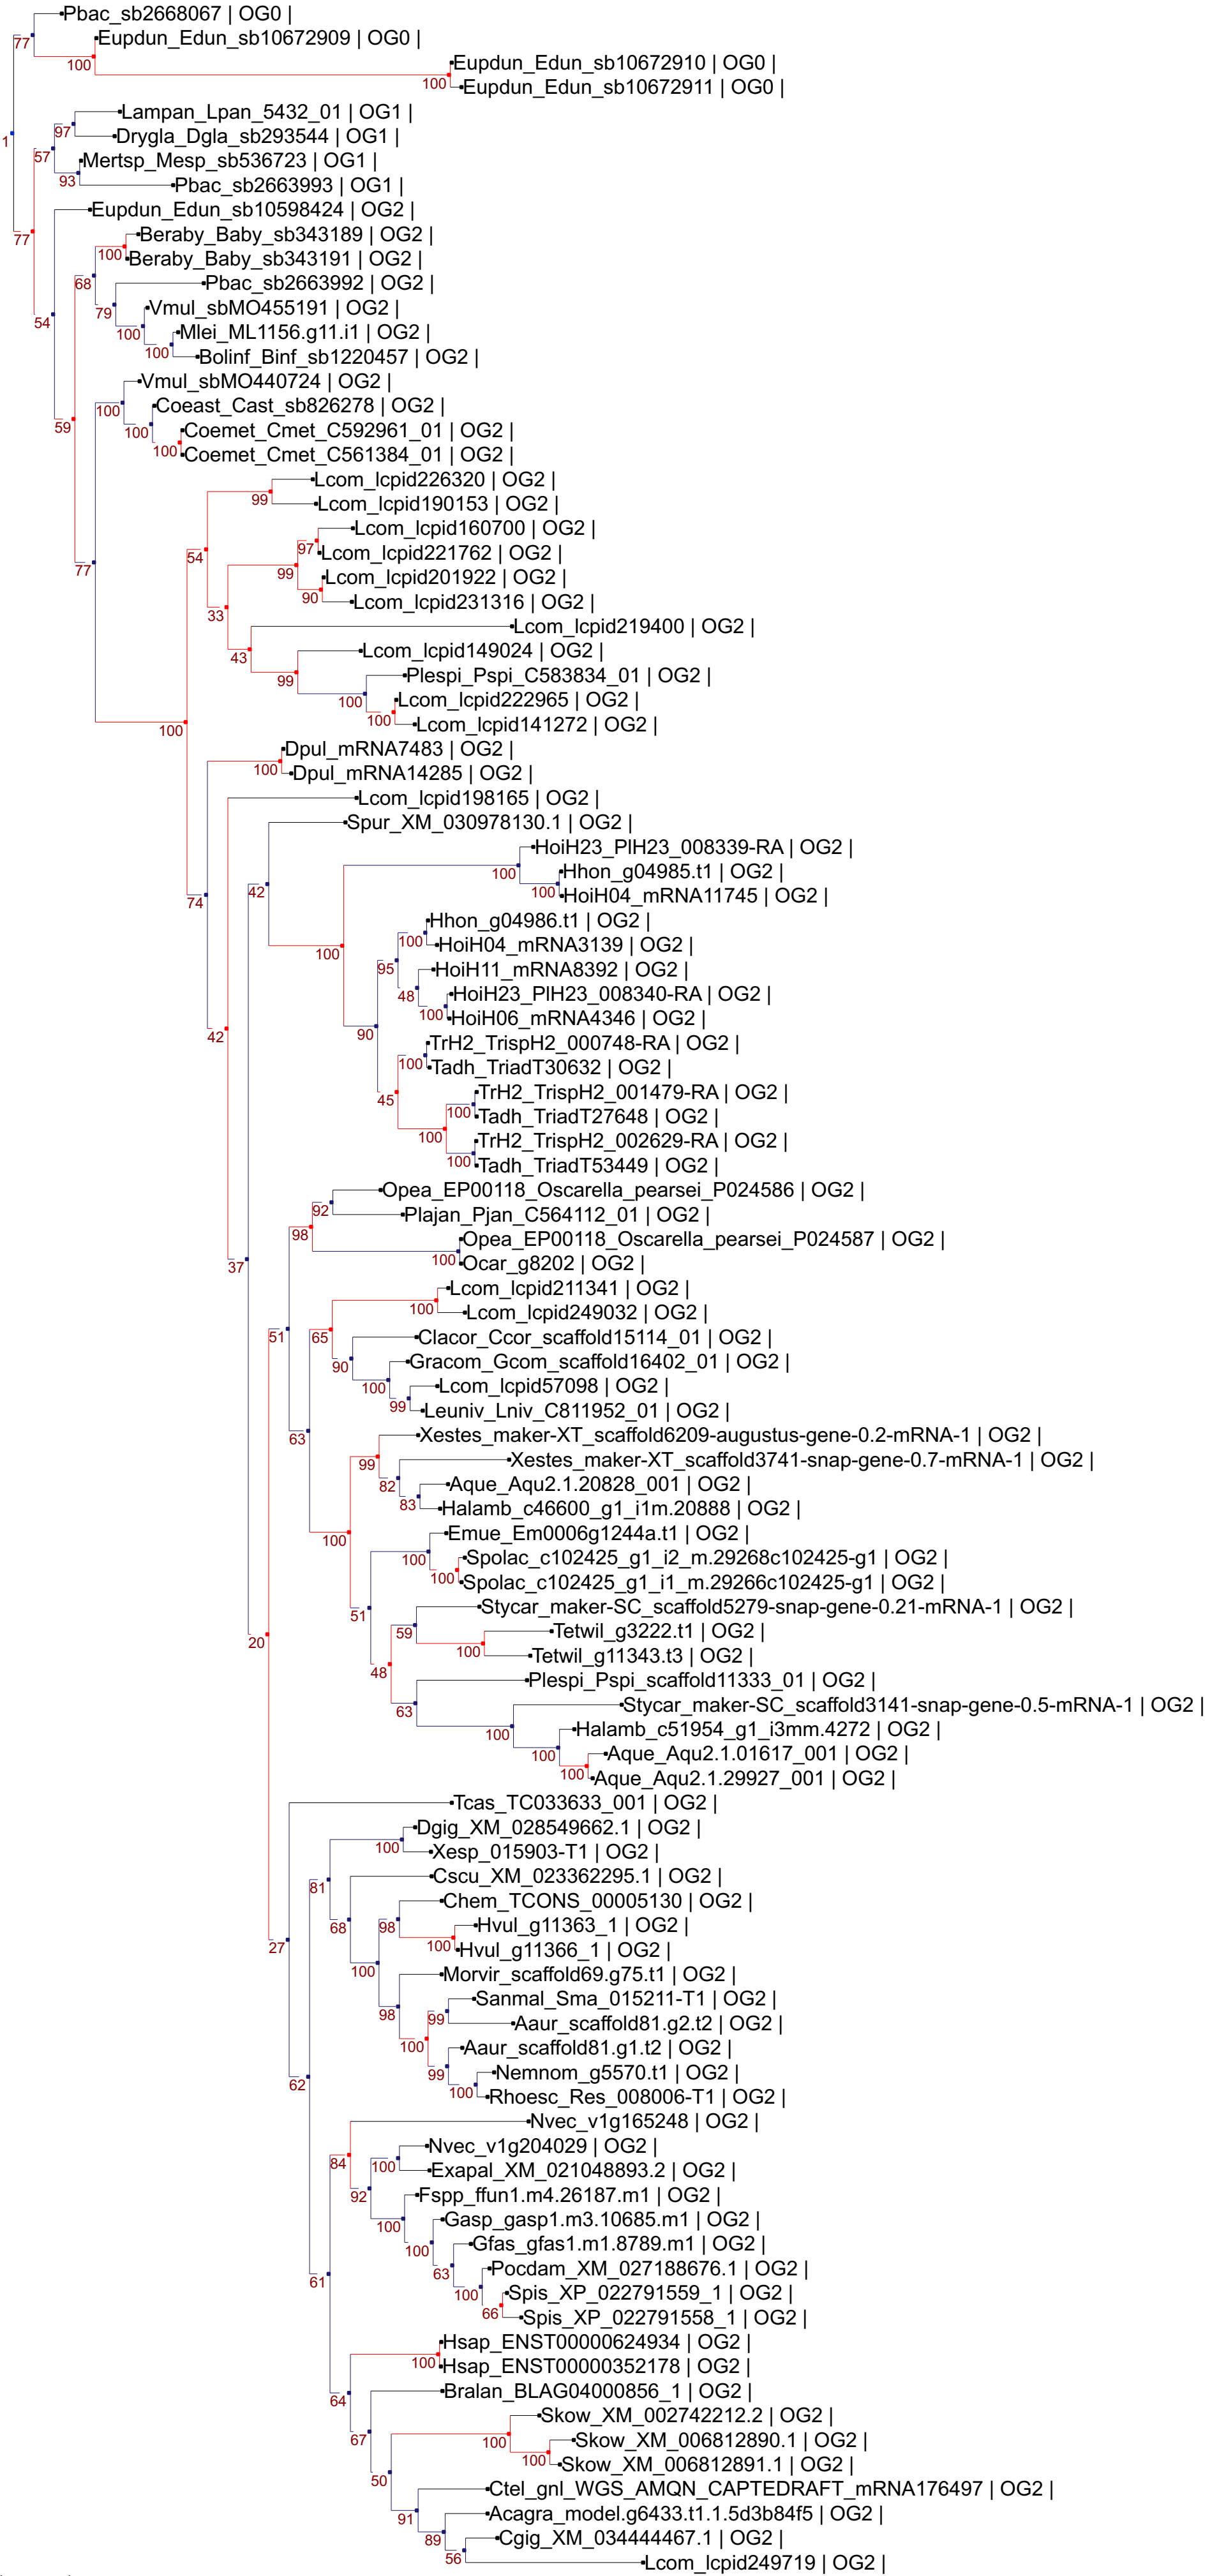 Pbac_sb2668067 | OG0 |
77
Eupdun_Edun_sb10672909 | OG0 |
100
Eupdun_Edun_sb10672910 | OG0 |
100
Eupdun_Edun_sb10672911 | OG0 |
Lampan_Lpan_5432_01 | OG1 |
97
Drygla_Dgla_sb293544 | OG1 |
1
57
Mertsp_Mesp_sb536723 | OG1 |
93
Pbac_sb2663993 | OG1 |
Eupdun_Edun_sb10598424 | OG2 |
77
Beraby_Baby_sb343189 | OG2 |
100
Beraby_Baby_sb343191 | OG2 |
68
Pbac_sb2663992 | OG2 |
79
Vmul_sbMO455191 | OG2 |
54
100
Mlei_ML1156.g11.i1 | OG2 |
100
Bolinf_Binf_sb1220457 | OG2 |
Vmul_sbMO440724 | OG2 |
100
Coeast_Cast_sb826278 | OG2 |
59
100
Coemet_Cmet_C592961_01 | OG2 |
100
Coemet_Cmet_C561384_01 | OG2 |
Lcom_lcpid226320 | OG2 |
99
Lcom_lcpid190153 | OG2 |
Lcom_lcpid160700 | OG2 |
97
Lcom_lcpid221762 | OG2 |
54
77
99
Lcom_lcpid201922 | OG2 |
90
Lcom_lcpid231316 | OG2 |
33
Lcom_lcpid219400 | OG2 |
43
Lcom_lcpid149024 | OG2 |
99
Plespi_Pspi_C583834_01 | OG2 |
100
Lcom_lcpid222965 | OG2 |
100
Lcom_lcpid141272 | OG2 |
100
Dpul_mRNA7483 | OG2 |
100
Dpul_mRNA14285 | OG2 |
Lcom_lcpid198165 | OG2 |
Spur_XM_030978130.1 | OG2 |
HoiH23_PlH23_008339-RA | OG2 |
100
Hhon_g04985.t1 | OG2 |
42
100
HoiH04_mRNA11745 | OG2 |
74
Hhon_g04986.t1 | OG2 |
100
HoiH04_mRNA3139 | OG2 |
100
95
HoiH11_mRNA8392 | OG2 |
48
HoiH23_PlH23_008340-RA | OG2 |
100
HoiH06_mRNA4346 | OG2 |
90
42
TrH2_TrispH2_000748-RA | OG2 |
100
Tadh_TriadT30632 | OG2 |
TrH2_TrispH2_001479-RA | OG2 |
45
100
Tadh_TriadT27648 | OG2 |
100
TrH2_TrispH2_002629-RA | OG2 |
100
Tadh_TriadT53449 | OG2 |
Opea_EP00118_Oscarella_pearsei_P024586 | OG2 |
92
Plajan_Pjan_C564112_01 | OG2 |
98
Opea_EP00118_Oscarella_pearsei_P024587 | OG2 |
100
Ocar_g8202 | OG2 |
37
Lcom_lcpid211341 | OG2 |
100
Lcom_lcpid249032 | OG2 |
51
65
Clacor_Ccor_scaffold15114_01 | OG2 |
90
Gracom_Gcom_scaffold16402_01 | OG2 |
100
Lcom_lcpid57098 | OG2 |
99
Leuniv_Lniv_C811952_01 | OG2 |
63
Xestes_maker-XT_scaffold6209-augustus-gene-0.2-mRNA-1 | OG2 |
99
Xestes_maker-XT_scaffold3741-snap-gene-0.7-mRNA-1 | OG2 |
82
Aque_Aqu2.1.20828_001 | OG2 |
83
Halamb_c46600_g1_i1m.20888 | OG2 |
100
Emue_Em0006g1244a.t1 | OG2 |
100
Spolac_c102425_g1_i2_m.29268c102425-g1 | OG2 |
100
Spolac_c102425_g1_i1_m.29266c102425-g1 | OG2 |
51
Stycar_maker-SC_scaffold5279-snap-gene-0.21-mRNA-1 | OG2 |
59
20
Tetwil_g3222.t1 | OG2 |
100
Tetwil_g11343.t3 | OG2 |
48
Plespi_Pspi_scaffold11333_01 | OG2 |
63
Stycar_maker-SC_scaffold3141-snap-gene-0.5-mRNA-1 | OG2 |
100
Halamb_c51954_g1_i3mm.4272 | OG2 |
100
Aque_Aqu2.1.01617_001 | OG2 |
100
Aque_Aqu2.1.29927_001 | OG2 |
Tcas_TC033633_001 | OG2 |
Dgig_XM_028549662.1 | OG2 |
100
Xesp_015903-T1 | OG2 |
81
Cscu_XM_023362295.1 | OG2 |
Chem_TCONS_00005130 | OG2 |
68
98
Hvul_g11363_1 | OG2 |
27
100
Hvul_g11366_1 | OG2 |
100
Morvir_scaffold69.g75.t1 | OG2 |
Sanmal_Sma_015211-T1 | OG2 |
98
99
Aaur_scaffold81.g2.t2 | OG2 |
100
Aaur_scaffold81.g1.t2 | OG2 |
99
Nemnom_g5570.t1 | OG2 |
62
100
Rhoesc_Res_008006-T1 | OG2 |
Nvec_v1g165248 | OG2 |
Nvec_v1g204029 | OG2 |
84
100
Exapal_XM_021048893.2 | OG2 |
92
Fspp_ffun1.m4.26187.m1 | OG2 |
100
Gasp_gasp1.m3.10685.m1 | OG2 |
100
Gfas_gfas1.m1.8789.m1 | OG2 |
63
Pocdam_XM_027188676.1 | OG2 |
61
100
Spis_XP_022791559_1 | OG2 |
66
Spis_XP_022791558_1 | OG2 |
Hsap_ENST00000624934 | OG2 |
100
Hsap_ENST00000352178 | OG2 |
Bralan_BLAG04000856_1 | OG2 |
64
Skow_XM_002742212.2 | OG2 |
67
100
Skow_XM_006812890.1 | OG2 |
100
Skow_XM_006812891.1 | OG2 |
50
Ctel_gnl_WGS_AMQN_CAPTEDRAFT_mRNA176497 | OG2 |
91
Acagra_model.g6433.t1.1.5d3b84f5 | OG2 |
89
Cgig_XM_034444467.1 | OG2 |
56
Lcom_lcpid249719 | OG2 |